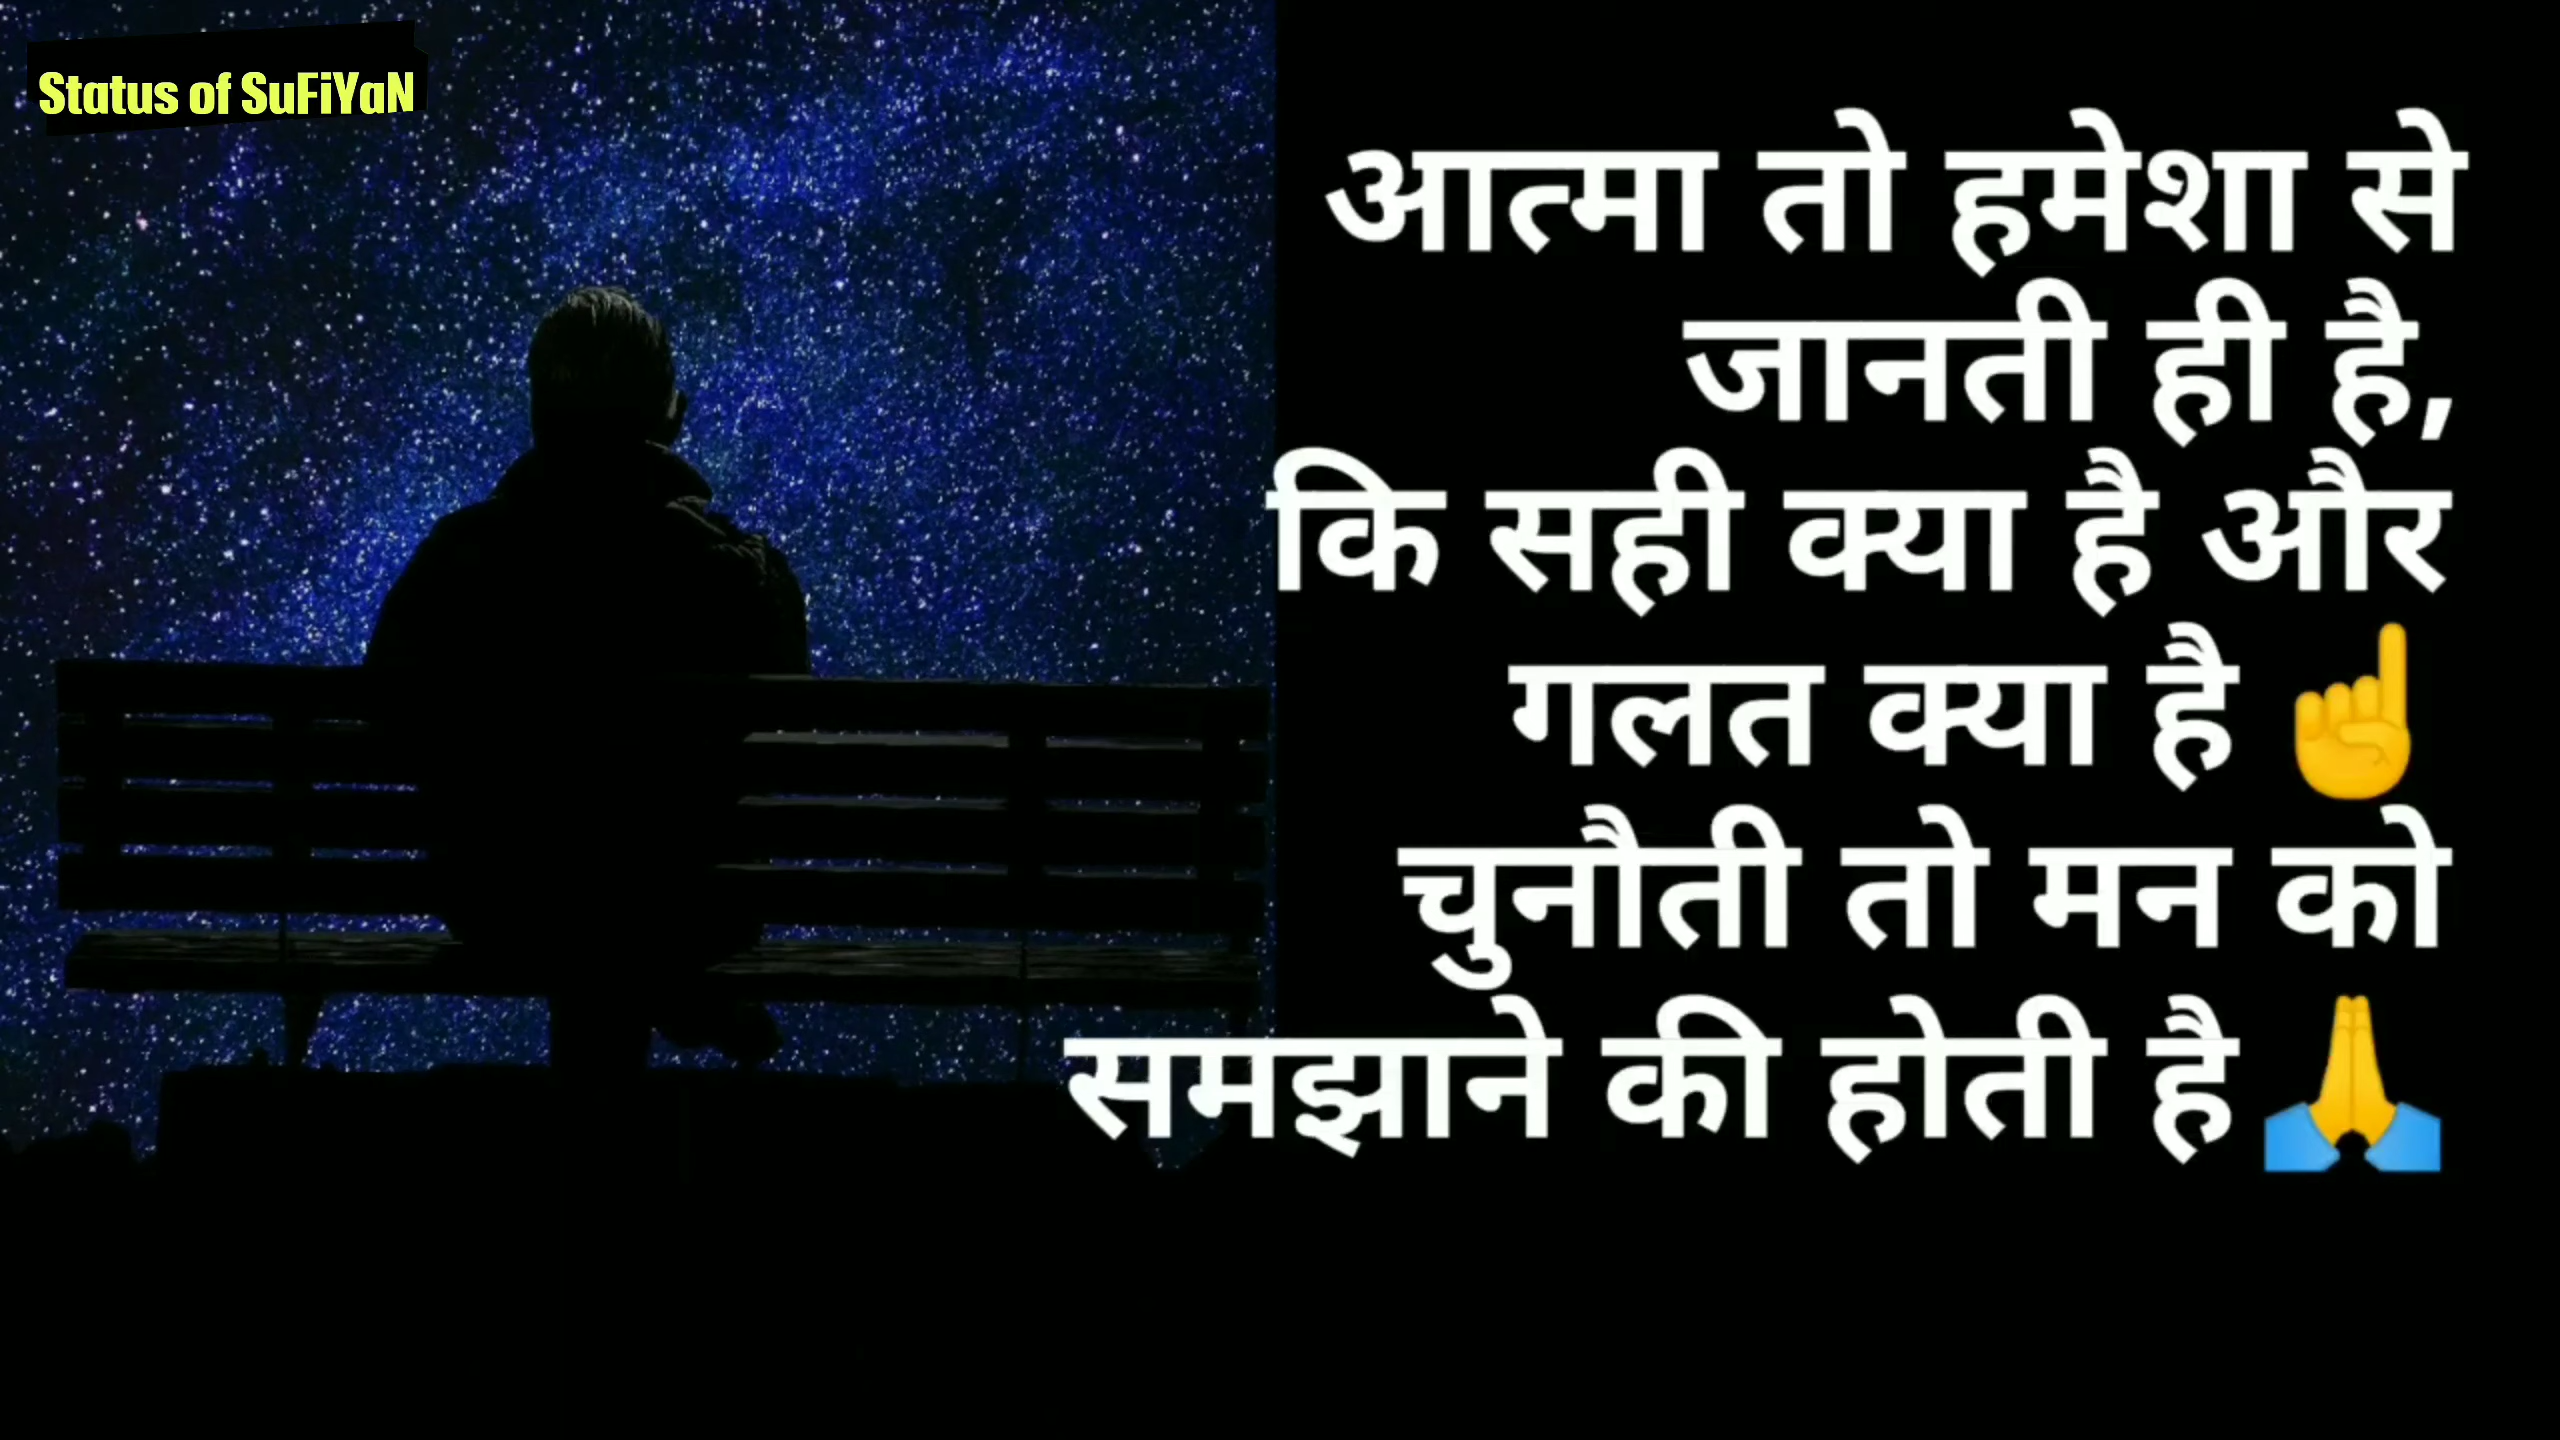 Status of SuFiYaN
आत्मा तो हमेशा से
जानती ही है,
कि सही क्या है और
गलत क्या है ☝
चुनौती तो मन को
समझाने की होती है🙏